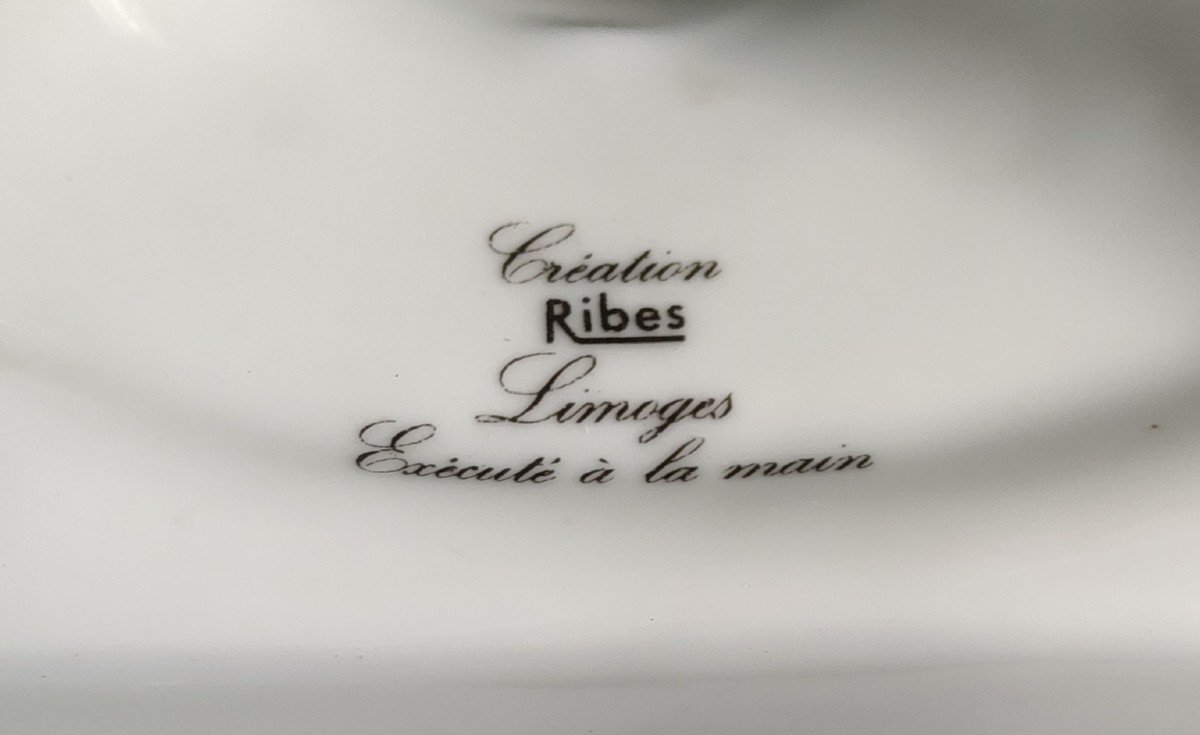 Création
Ribes
Limoges
Exécuté à la main